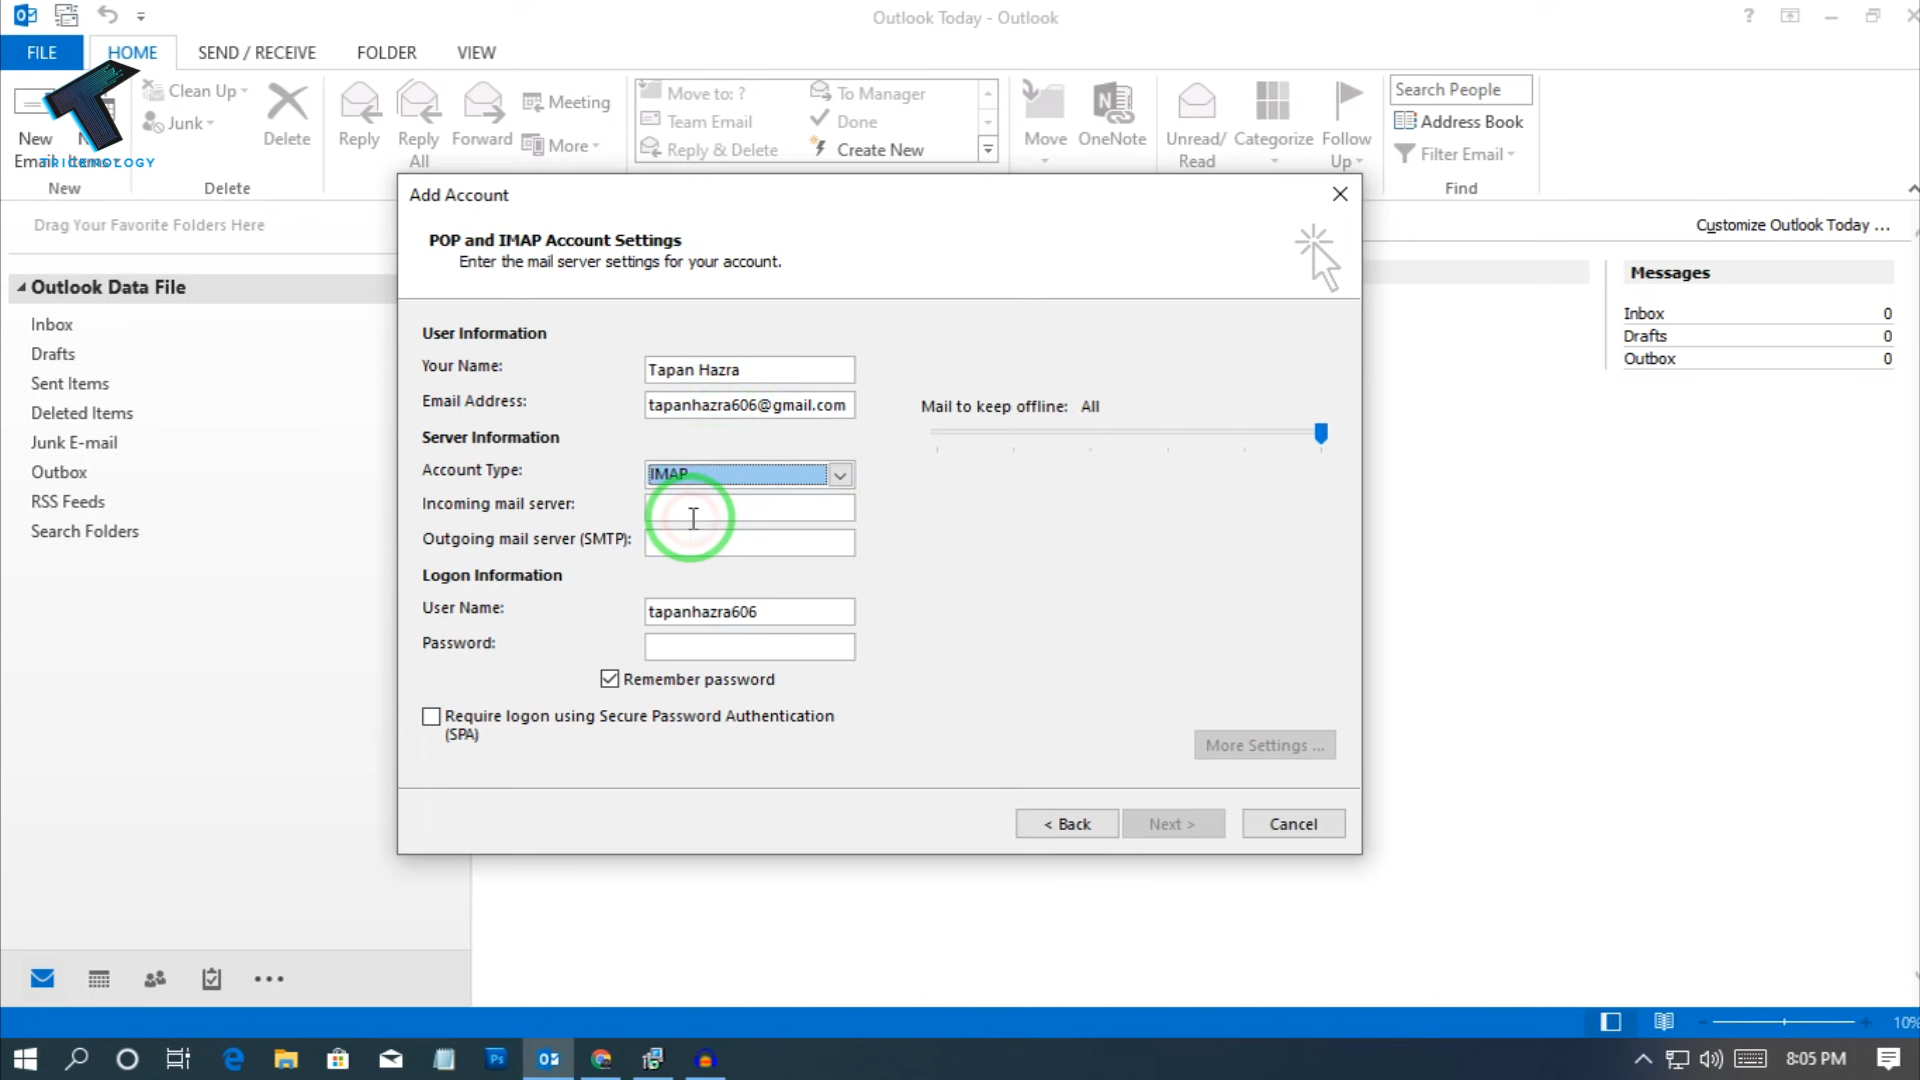 Outlook Today - Outlook
?
FILE
HOME
SEND / RECEIVE
FOLDER
VIEW
New
Email
Clean Up
Junk
Delete
Reply
Reply
All
Forward
Meeting
More
Move to: ?
Team Email
Reply & Delete
To Manager
Done
Create New
Move
OneNote
Unread/
Read
Categorize
Follow
Up
Search People
Address Book
Filter Email
New
Delete
Find
TRICKNOLOGY
Drag Your Favorite Folders Here
Outlook Data File
Inbox
Drafts
Sent Items
Deleted Items
Junk E-mail
Outbox
RSS Feeds
Search Folders
Customize Outlook Today ...
Messages
Inbox 0
Drafts 0
Outbox 0
Add Account
POP and IMAP Account Settings
Enter the mail server settings for your account.
User Information
Your Name: Tapan Hazra
Email Address: tapanhazra606@gmail.com
Mail to keep offline: All
Server Information
Account Type: IMAP
Incoming mail server:
Outgoing mail server (SMTP):
Logon Information
User Name: tapanhazra606
Password:
Remember password
Require logon using Secure Password Authentication
(SPA)
More Settings ...
< Back
Next >
Cancel
10%
Ps
8:05 PM